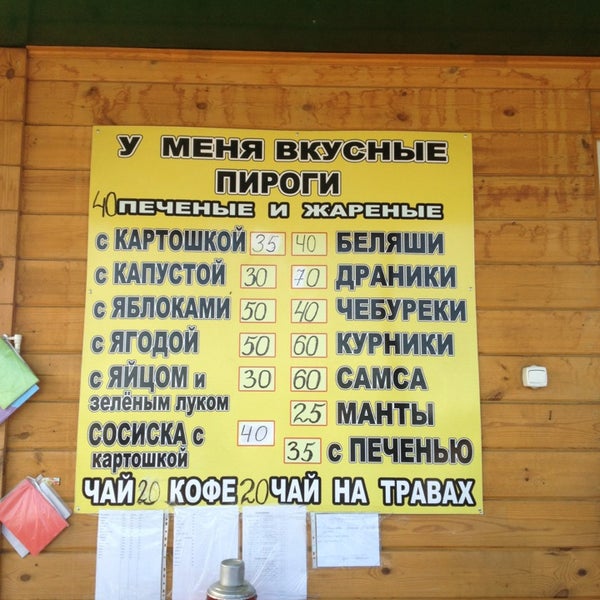 У МЕНЯ ВКУСНЫЕ
ПИРОГИ
40 ПЕЧЕНЫЕ И ЖАРЕНЫЕ
с КАРТОШКОЙ 35 40 БЕЛЯШИ
с КАПУСТОЙ 30 70 ДРАНИКИ
с ЯБЛОКАМИ 50 40 ЧЕБУРЕКИ
с ЯГОДОЙ 50 60 КУРНИКИ
с ЯЙЦОМ и 30 60 САМСА
зелёным луком
25 МАНТЫ
СОСИСКА с 40
картошкой
35 с ПЕЧЕНЬЮ
ЧАЙ 20 КОФЕ 20 ЧАЙ НА ТРАВАХ